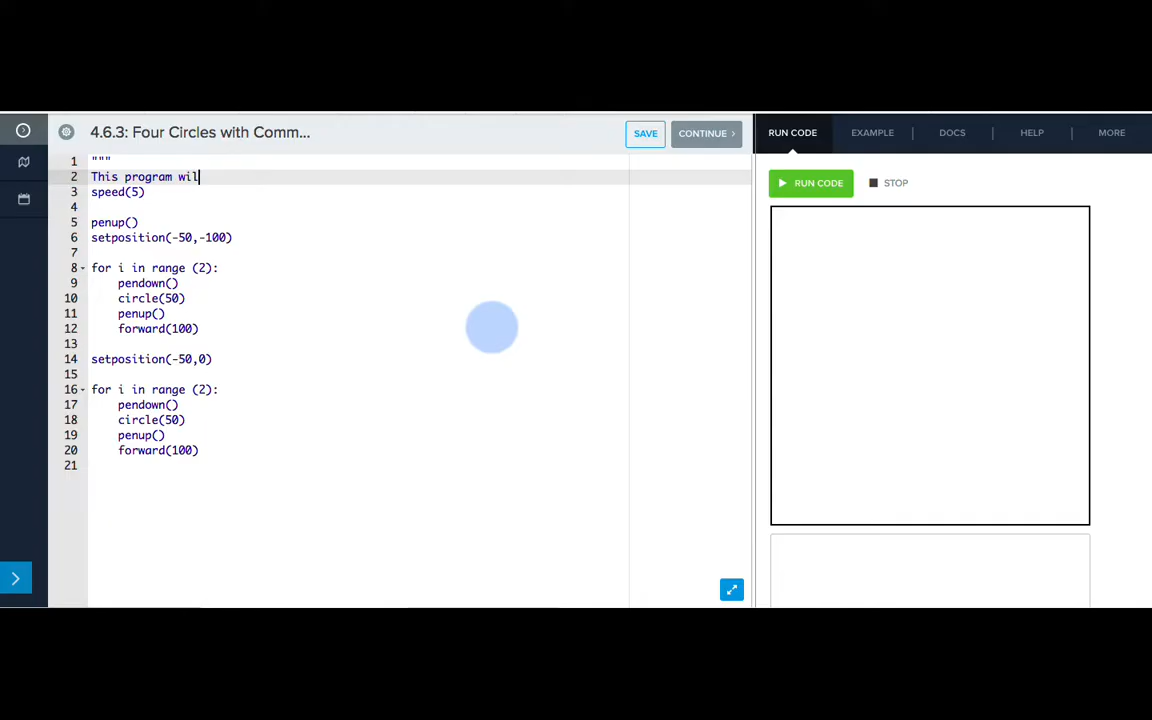 4.6.3: Four Circles with Comm...
SAVE
CONTINUE
RUN CODE
EXAMPLE
DOCS
HELP
MORE
RUN CODE
STOP
1 """
2 This program wil
3 speed(5)
4
5 penup()
6 setposition(-50,-100)
7
8 for i in range (2):
9 pendown()
10 circle(50)
11 penup()
12 forward(100)
13
14 setposition(-50,0)
15
16 for i in range (2):
17 pendown()
18 circle(50)
19 penup()
20 forward(100)
21